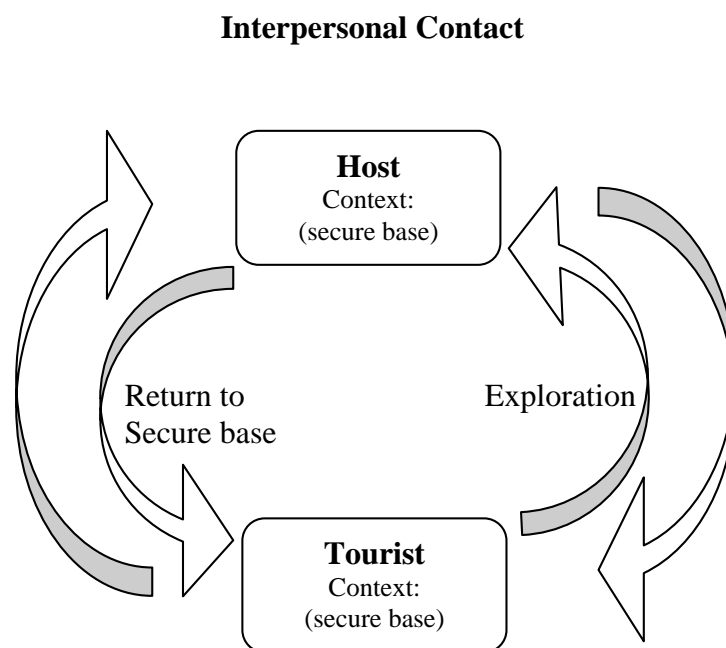 Interpersonal Contact
Host
Context:
(secure base)
Return to
Secure base
Exploration
Tourist
Context:
(secure base)